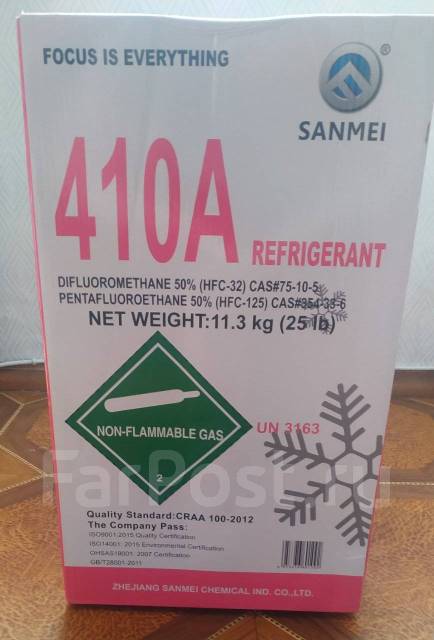 FOCUS IS EVERYTHING
®
SANMEI
410A REFRIGERANT
DIFLUOROMETHANE 50% (HFC-32) CAS#75-10-5
PENTAFLUOROETHANE 50% (HFC-125) CAS#354-33-6
NET WEIGHT:11.3 kg (25 lb)
NON-FLAMMABLE GAS
2
UN 3163
FarPost.ru
Quality Standard:CRAA 100-2012
The Company Pass:
ISO9001:2015 Quality Certification
ISO14001: 2015 Environmental Certification
OHSAS18001: 2007 Certification
GB/T28001-2011
ZHEJIANG SANMEI CHEMICAL IND. CO.,LTD.